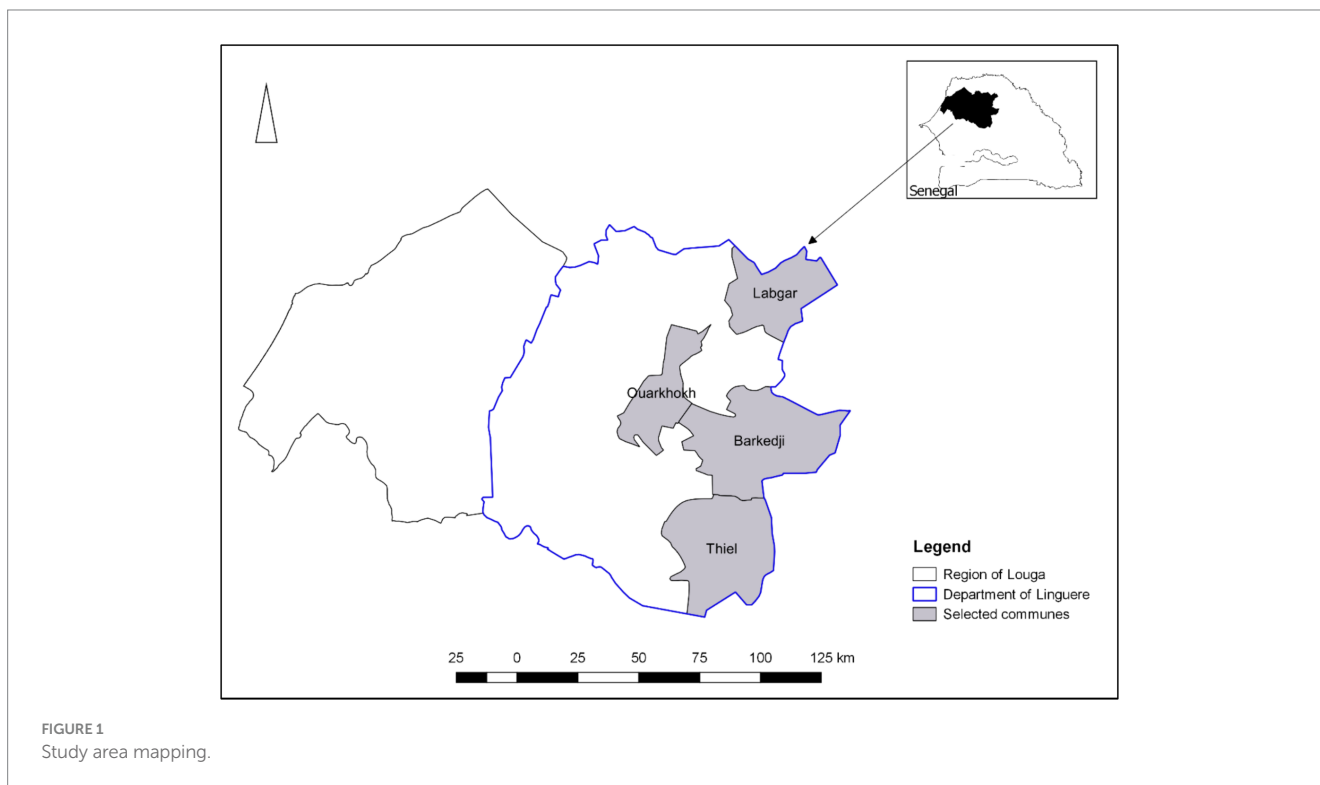 Senegal
Labgar
Ouarkhokh
Barkedji
Thiel
Legend
Region of Louga
Department of Linguere
Selected communes
25 0 25 50 75 100 125 km
FIGURE 1
Study area mapping.